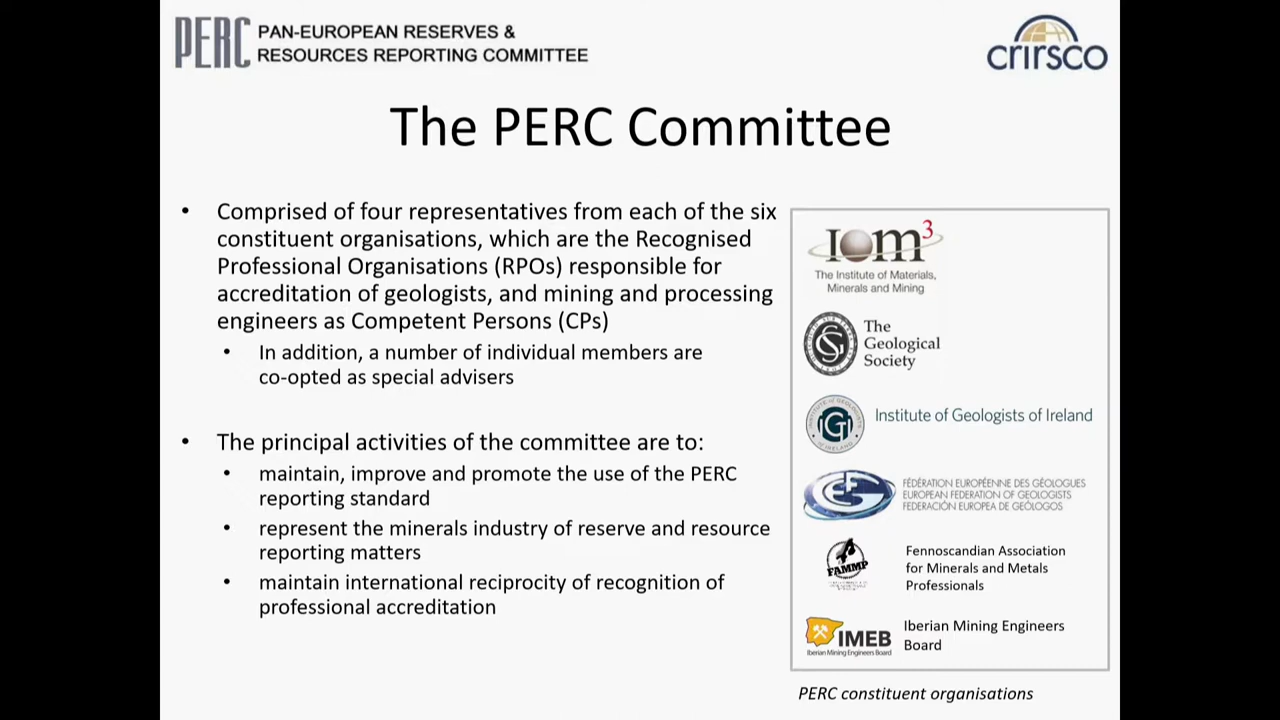 PERC PAN-EUROPEAN RESERVES &
RESOURCES REPORTING COMMITTEE
crirsco
The PERC Committee
• Comprised of four representatives from each of the six
constituent organisations, which are the Recognised
Professional Organisations (RPOs) responsible for
accreditation of geologists, and mining and processing
engineers as Competent Persons (CPs)
• In addition, a number of individual members are
co-opted as special advisers
• The principal activities of the committee are to:
• maintain, improve and promote the use of the PERC
reporting standard
• represent the minerals industry of reserve and resource
reporting matters
• maintain international reciprocity of recognition of
professional accreditation
IOM3
The Institute of Materials,
Minerals and Mining
The
Geological
Society
IGI
Institute of Geologists of Ireland
EFG
FÉDÉRATION EUROPÉENNE DES GÉOLOGUES
EUROPEAN FEDERATION OF GEOLOGISTS
FEDERACIÓN EUROPEA DE GEÓLOGOS
FAMMP
Fennoscandian Association
for Minerals and Metals
Professionals
IMEB
Iberian Mining Engineers Board
Iberian Mining Engineers
Board
PERC constituent organisations